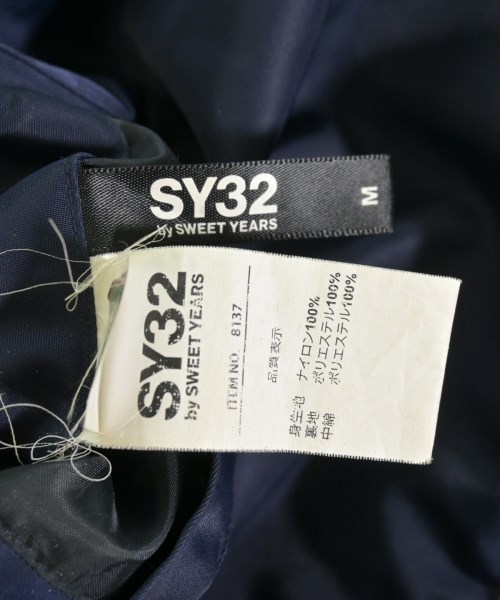 SY32
by SWEET YEARS
M
SY32
by SWEET YEARS
ITEM NO. 8137
品質表示
身生地 ナイロン100%
裏地 ポリエステル100%
中綿 ポリエステル100%